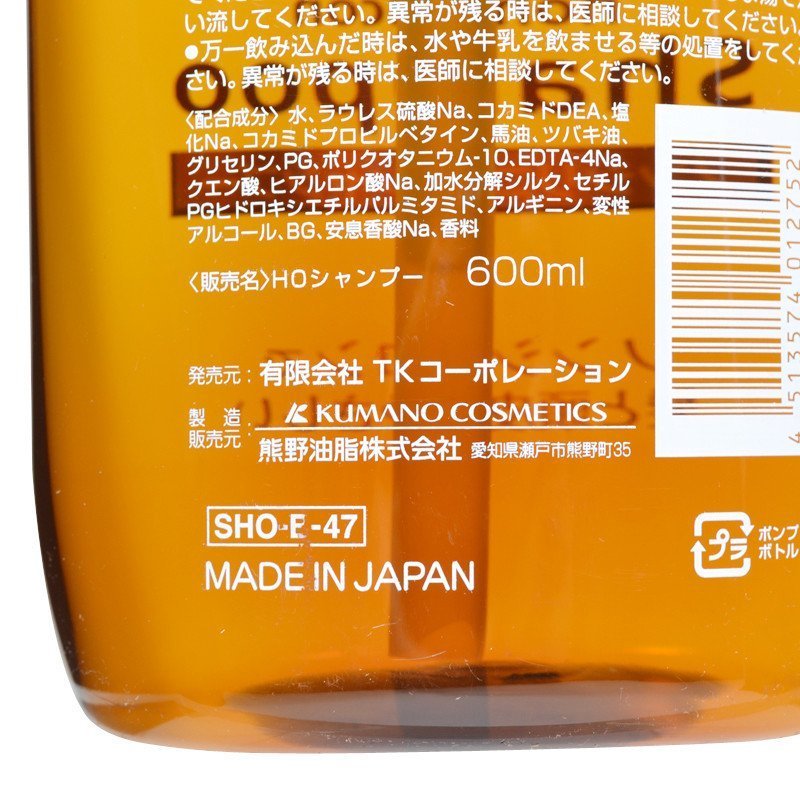 い流してください。異常が残る時は、医師に相談してください。
●万一飲み込んだ時は、水や牛乳を飲ませる等の処置をしてく
ださい。異常が残る時は、医師に相談してください。
〈配合成分〉水、ラウレス硫酸Na、コカミドDEA、塩
化Na、コカミドプロピルベタイン、馬油、ツバキ油、
グリセリン、PG、ポリクオタニウム-10、EDTA-4Na、
クエン酸、ヒアルロン酸Na、加水分解シルク、セチル
PGヒドロキシエチルパルミタミド、アルギニン、変性
アルコール、BG、安息香酸Na、香料
〈販売名〉HOシャンプー 600ml
発売元：有限会社 TKコーポレーション
製造 KUMANO COSMETICS
販売元：熊野油脂株式会社 愛知県瀬戸市熊野町35
SHO-E-47
MADE IN JAPAN
4 513574 012752
プラ
ポンプ
ボトル